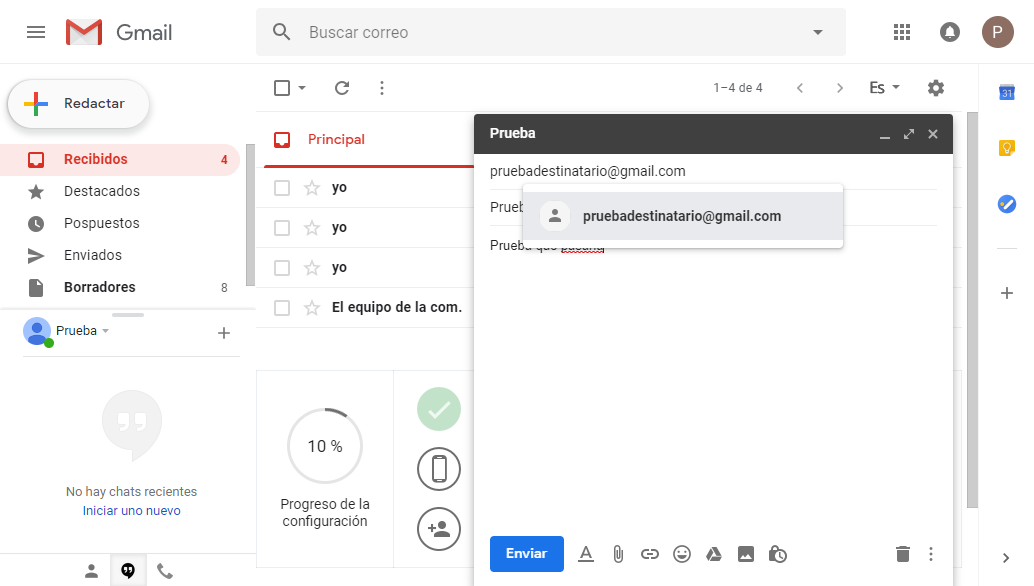 Gmail
Buscar correo
P
Redactar
1–4 de 4
Es
31
Principal
Prueba
Recibidos 4
pruebadestinatario@gmail.com
Destacados
yo
Prueb
pruebadestinatario@gmail.com
Pospuestos
yo
Prueba que
Enviados
yo
Borradores 8
El equipo de la com.
Prueba
10 %
No hay chats recientes
Iniciar uno nuevo
Progreso de la
configuración
Enviar